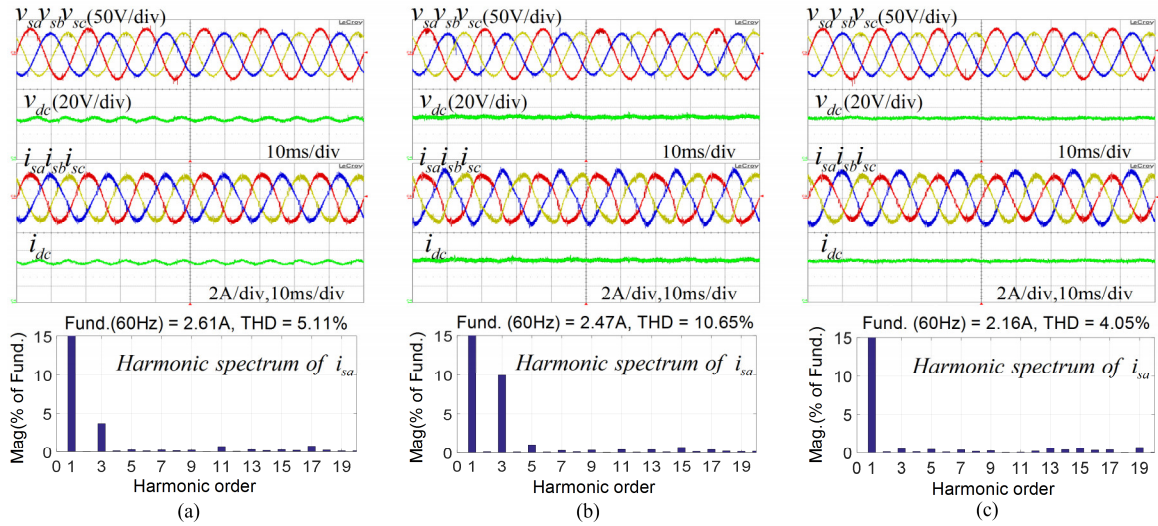 vsa vsb vsc(50V/div)
LeCroy
vdc(20V/div)
10ms/div
isa isb isc
LeCroy
idc
2A/div,10ms/div
Fund.(60Hz) = 2.61A, THD = 5.11%
Harmonic spectrum of isa
Mag(% of Fund.)
15
10
5
0
0 1 3 5 7 9 11 13 15 17 19
Harmonic order
(a)
vsa vsb vsc(50V/div)
LeCroy
vdc(20V/div)
10ms/div
isa isb isc
LeCroy
idc
2A/div,10ms/div
Fund. (60Hz) = 2.47A, THD = 10.65%
Harmonic spectrum of isa
Mag(% of Fund.)
15
10
5
0
0 1 3 5 7 9 11 13 15 17 19
Harmonic order
(b)
vsa vsb vsc(50V/div)
LeCroy
vdc(20V/div)
10ms/div
isa isb isc
LeCroy
idc
2A/div,10ms/div
Fund. (60Hz) = 2.16A, THD = 4.05%
Harmonic spectrum of isa
Mag.(% of Fund.)
15
10
5
0
0 1 3 5 7 9 11 13 15 17 19
Harmonic order
(c)